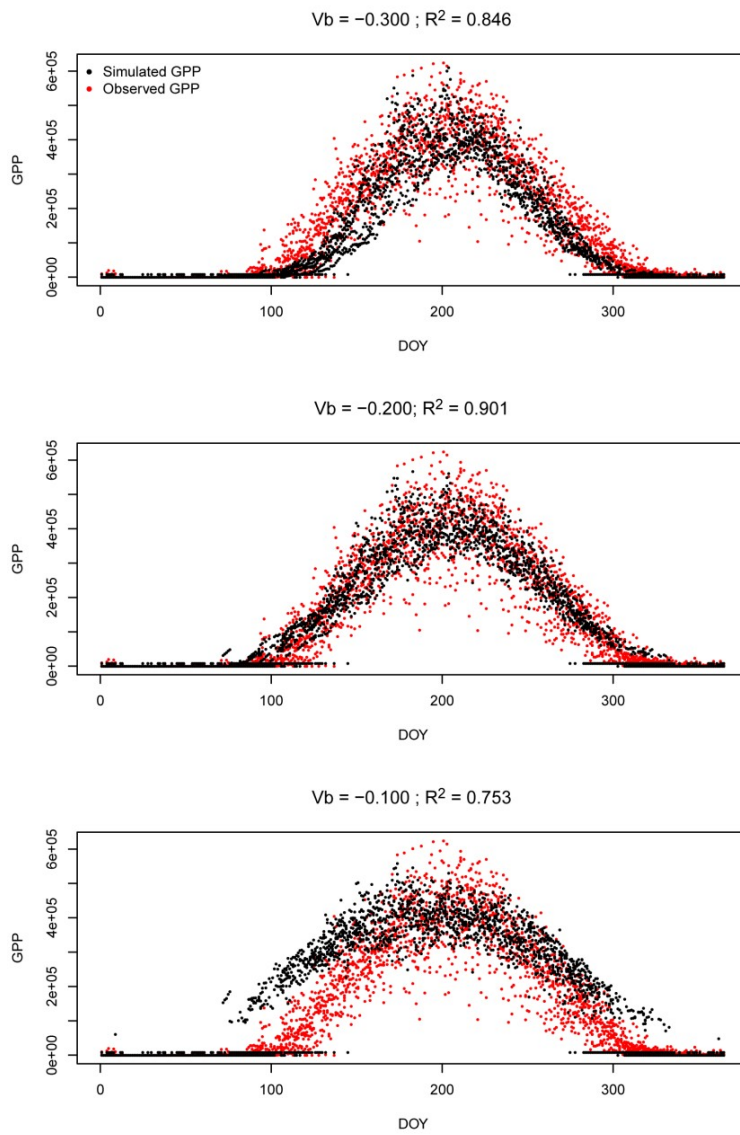 Vb = −0.300 ; R2 = 0.846
6e+05
Simulated GPP
Observed GPP
4e+05
GPP
2e+05
0e+00
0 100 200 300
DOY
Vb = −0.200; R2 = 0.901
6e+05
4e+05
GPP
2e+05
0e+00
0 100 200 300
DOY
Vb = −0.100 ; R2 = 0.753
6e+05
4e+05
GPP
2e+05
0e+00
0 100 200 300
DOY